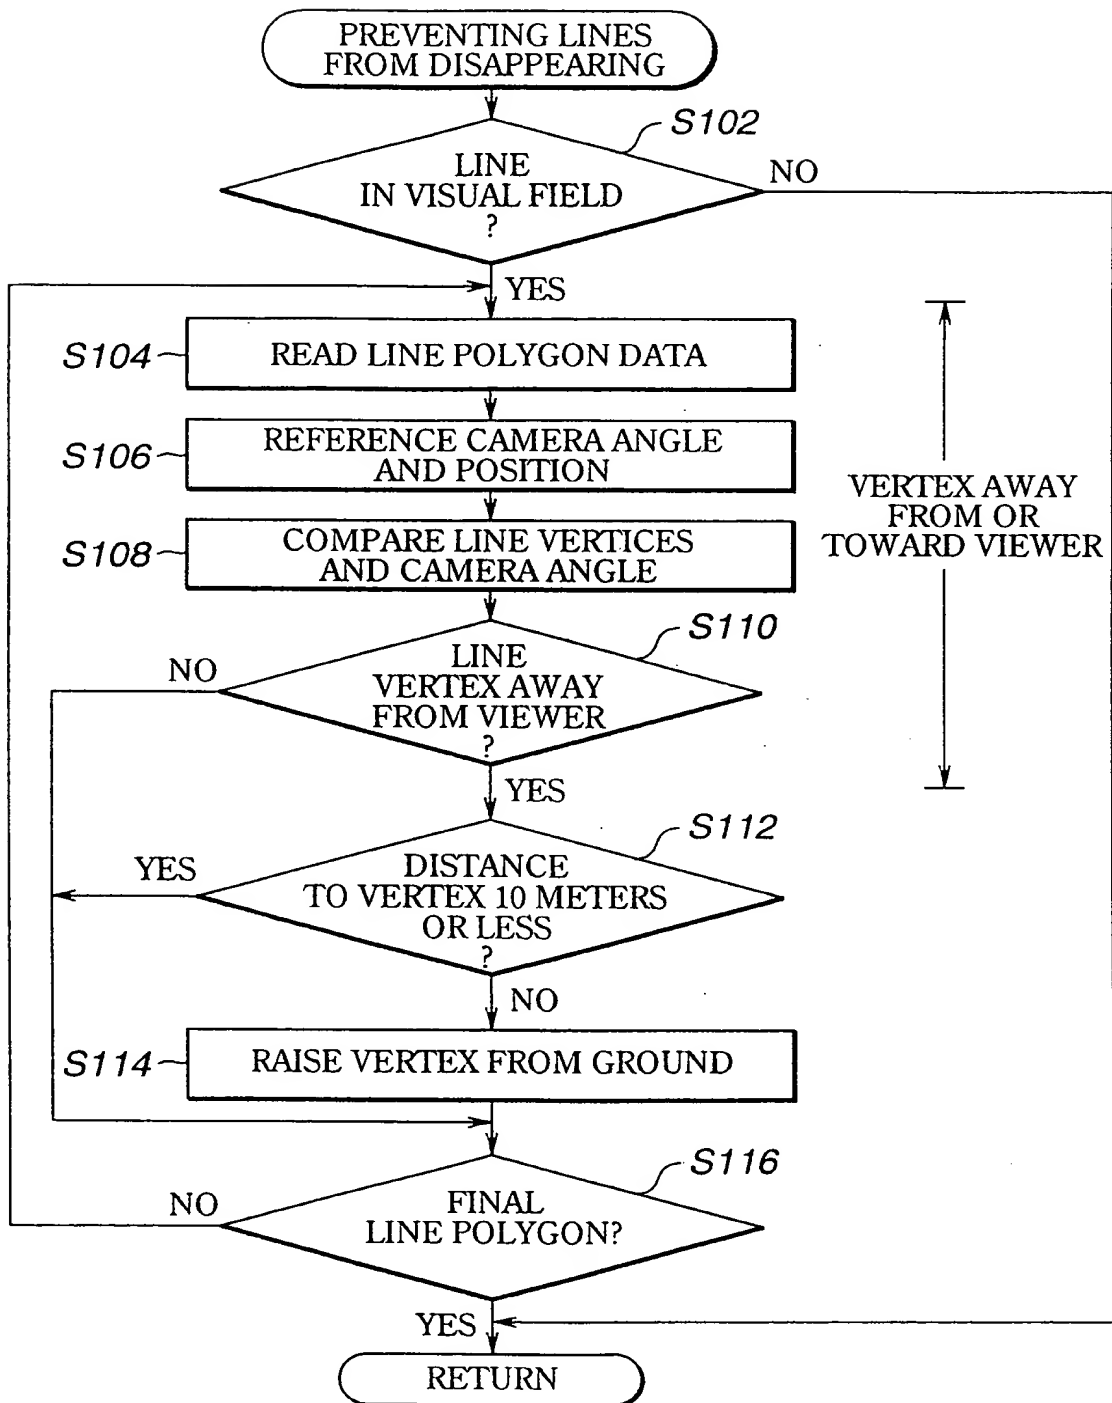 PREVENTING LINES
FROM DISAPPEARING
S102
LINE
IN VISUAL FIELD
?
NO
YES
S104
READ LINE POLYGON DATA
S106
REFERENCE CAMERA ANGLE
AND POSITION
S108
COMPARE LINE VERTICES
AND CAMERA ANGLE
VERTEX AWAY
FROM OR
TOWARD VIEWER
S110
NO
LINE
VERTEX AWAY
FROM VIEWER
?
YES
S112
YES
DISTANCE
TO VERTEX 10 METERS
OR LESS
?
NO
S114
RAISE VERTEX FROM GROUND
S116
NO
FINAL
LINE POLYGON?
YES
RETURN